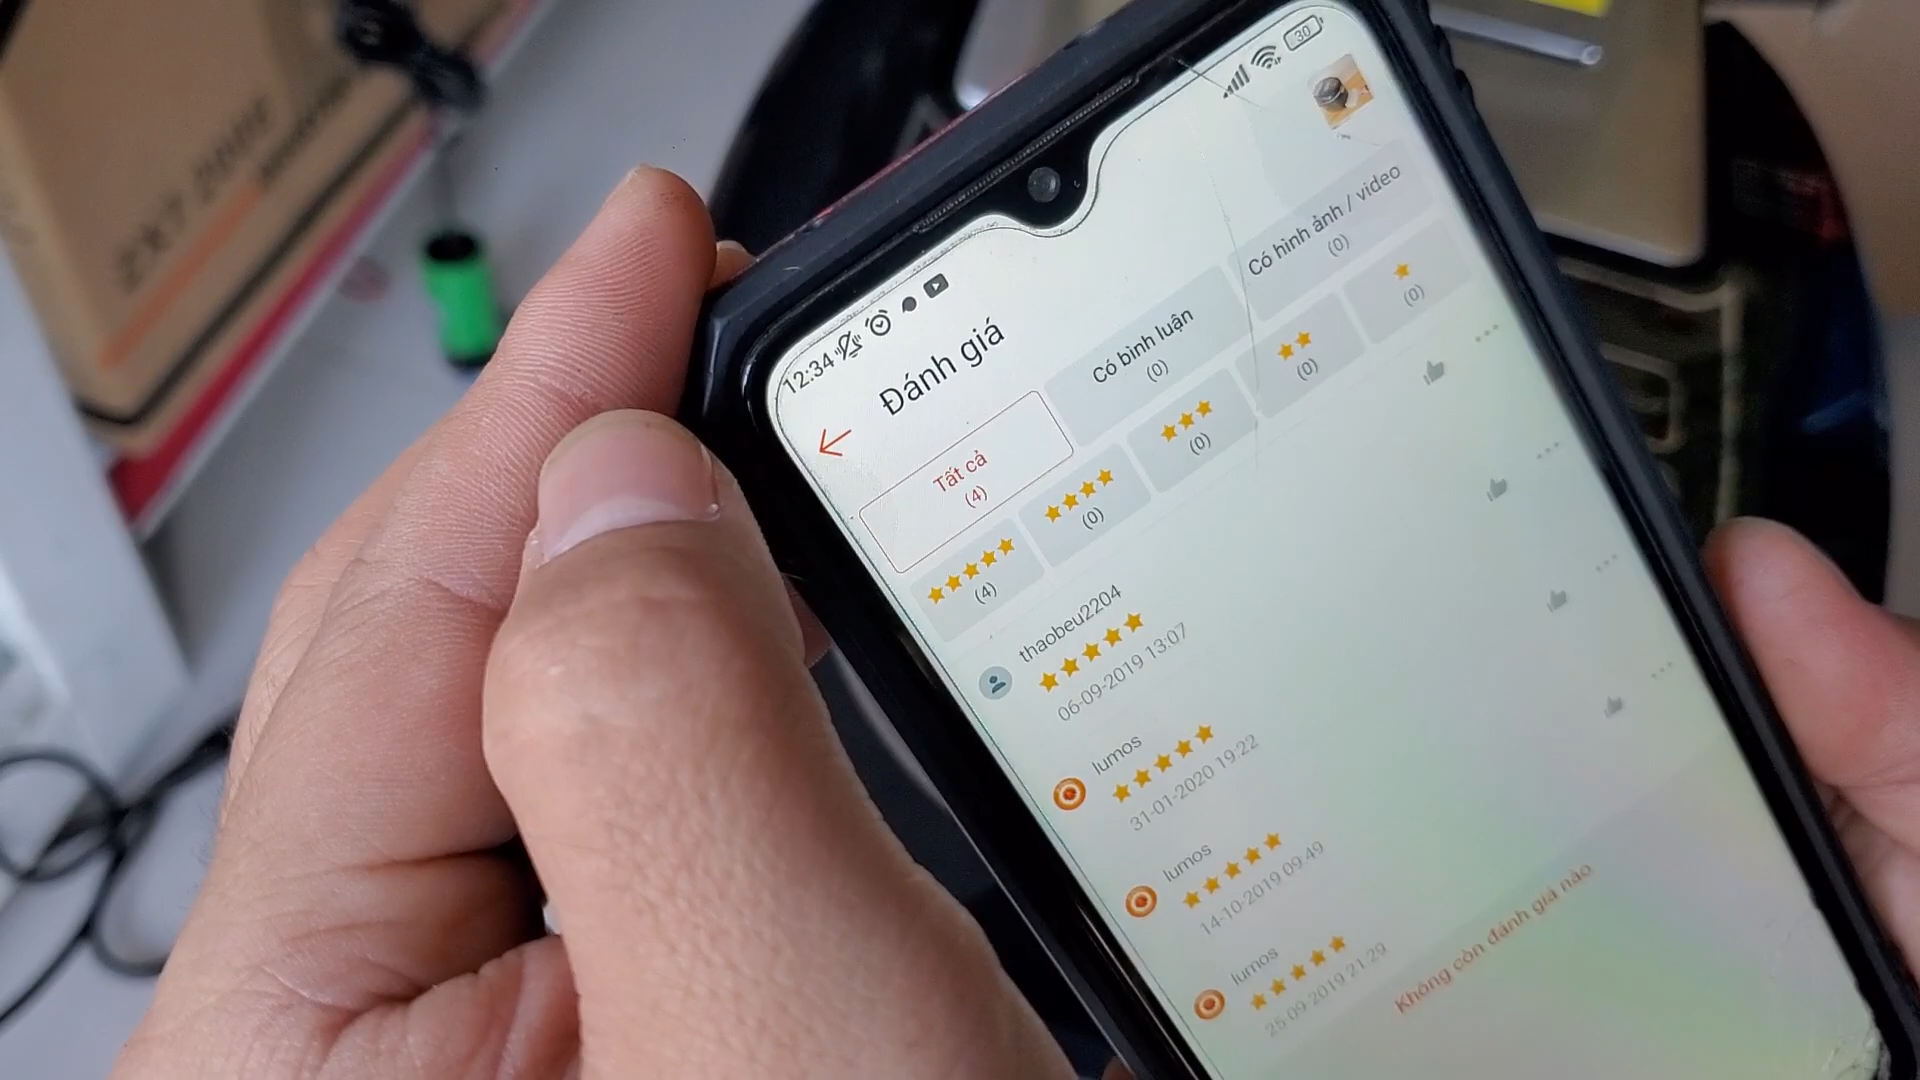 12:34
30
Đánh giá
Tất cả
(4)
Có bình luận
(0)
Có hình ảnh / video
(0)
(4)
(0)
(0)
(0)
(0)
thaobeu2204
06-09-2019 13:07
lumos
31-01-2020 19:22
lumos
14-10-2019 09:49
lumos
25-09-2019 21:29
Không còn đánh giá nào